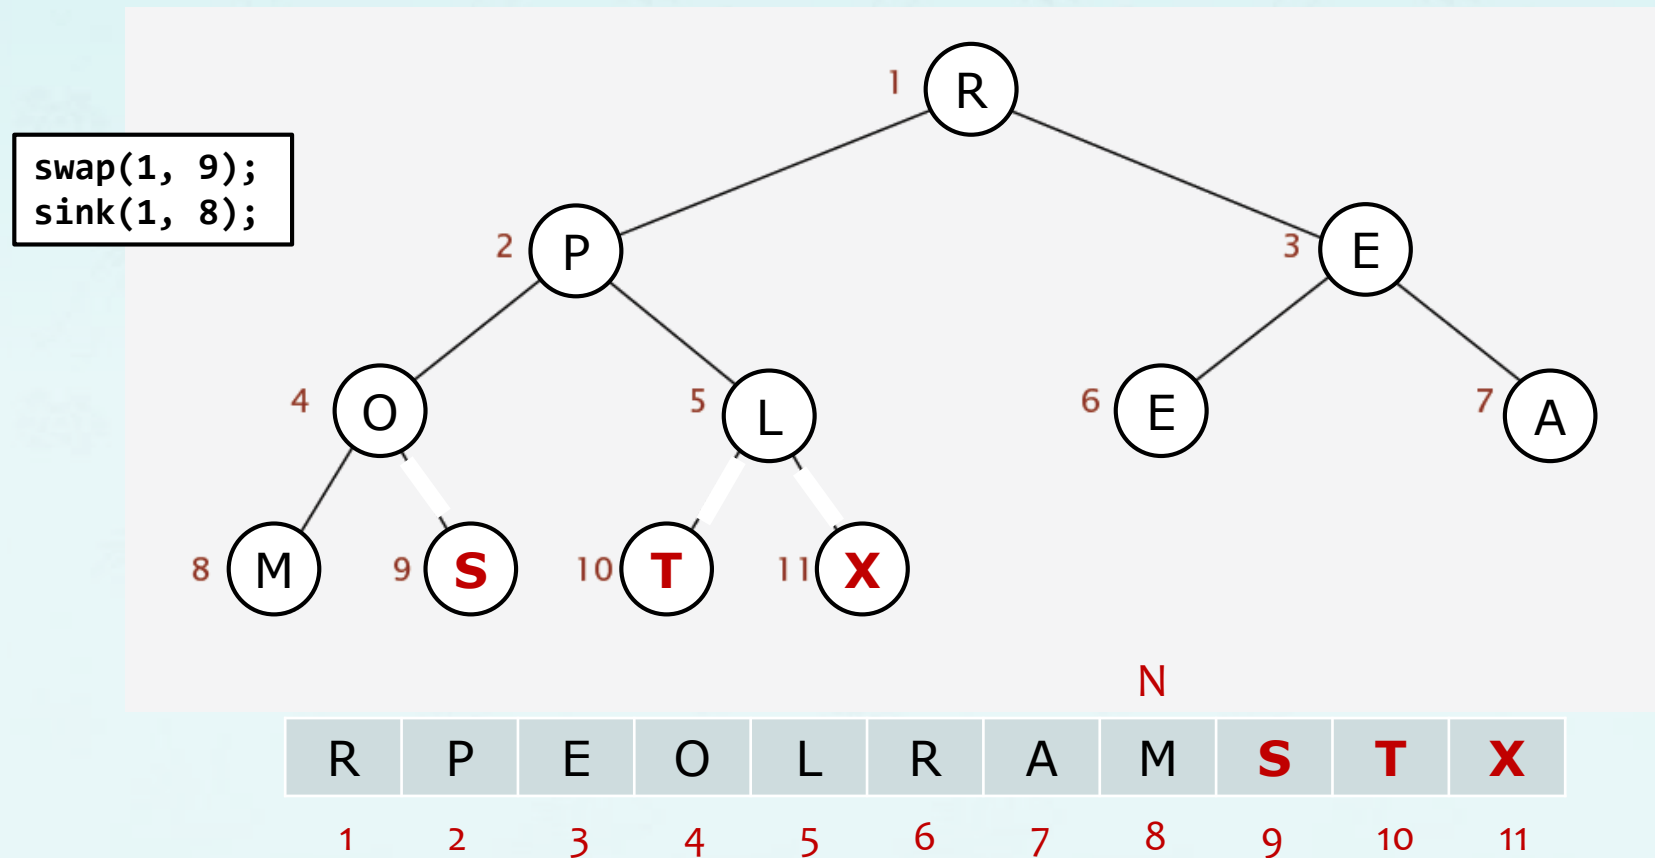 1 R
swap(1, 9);
sink(1, 8);
2 P 3 E
4 O 5 L 6 E 7 A
8 M 9 S 10 T 11 X
N
R P E O L R A M S T X
1 2 3 4 5 6 7 8 9 10 11